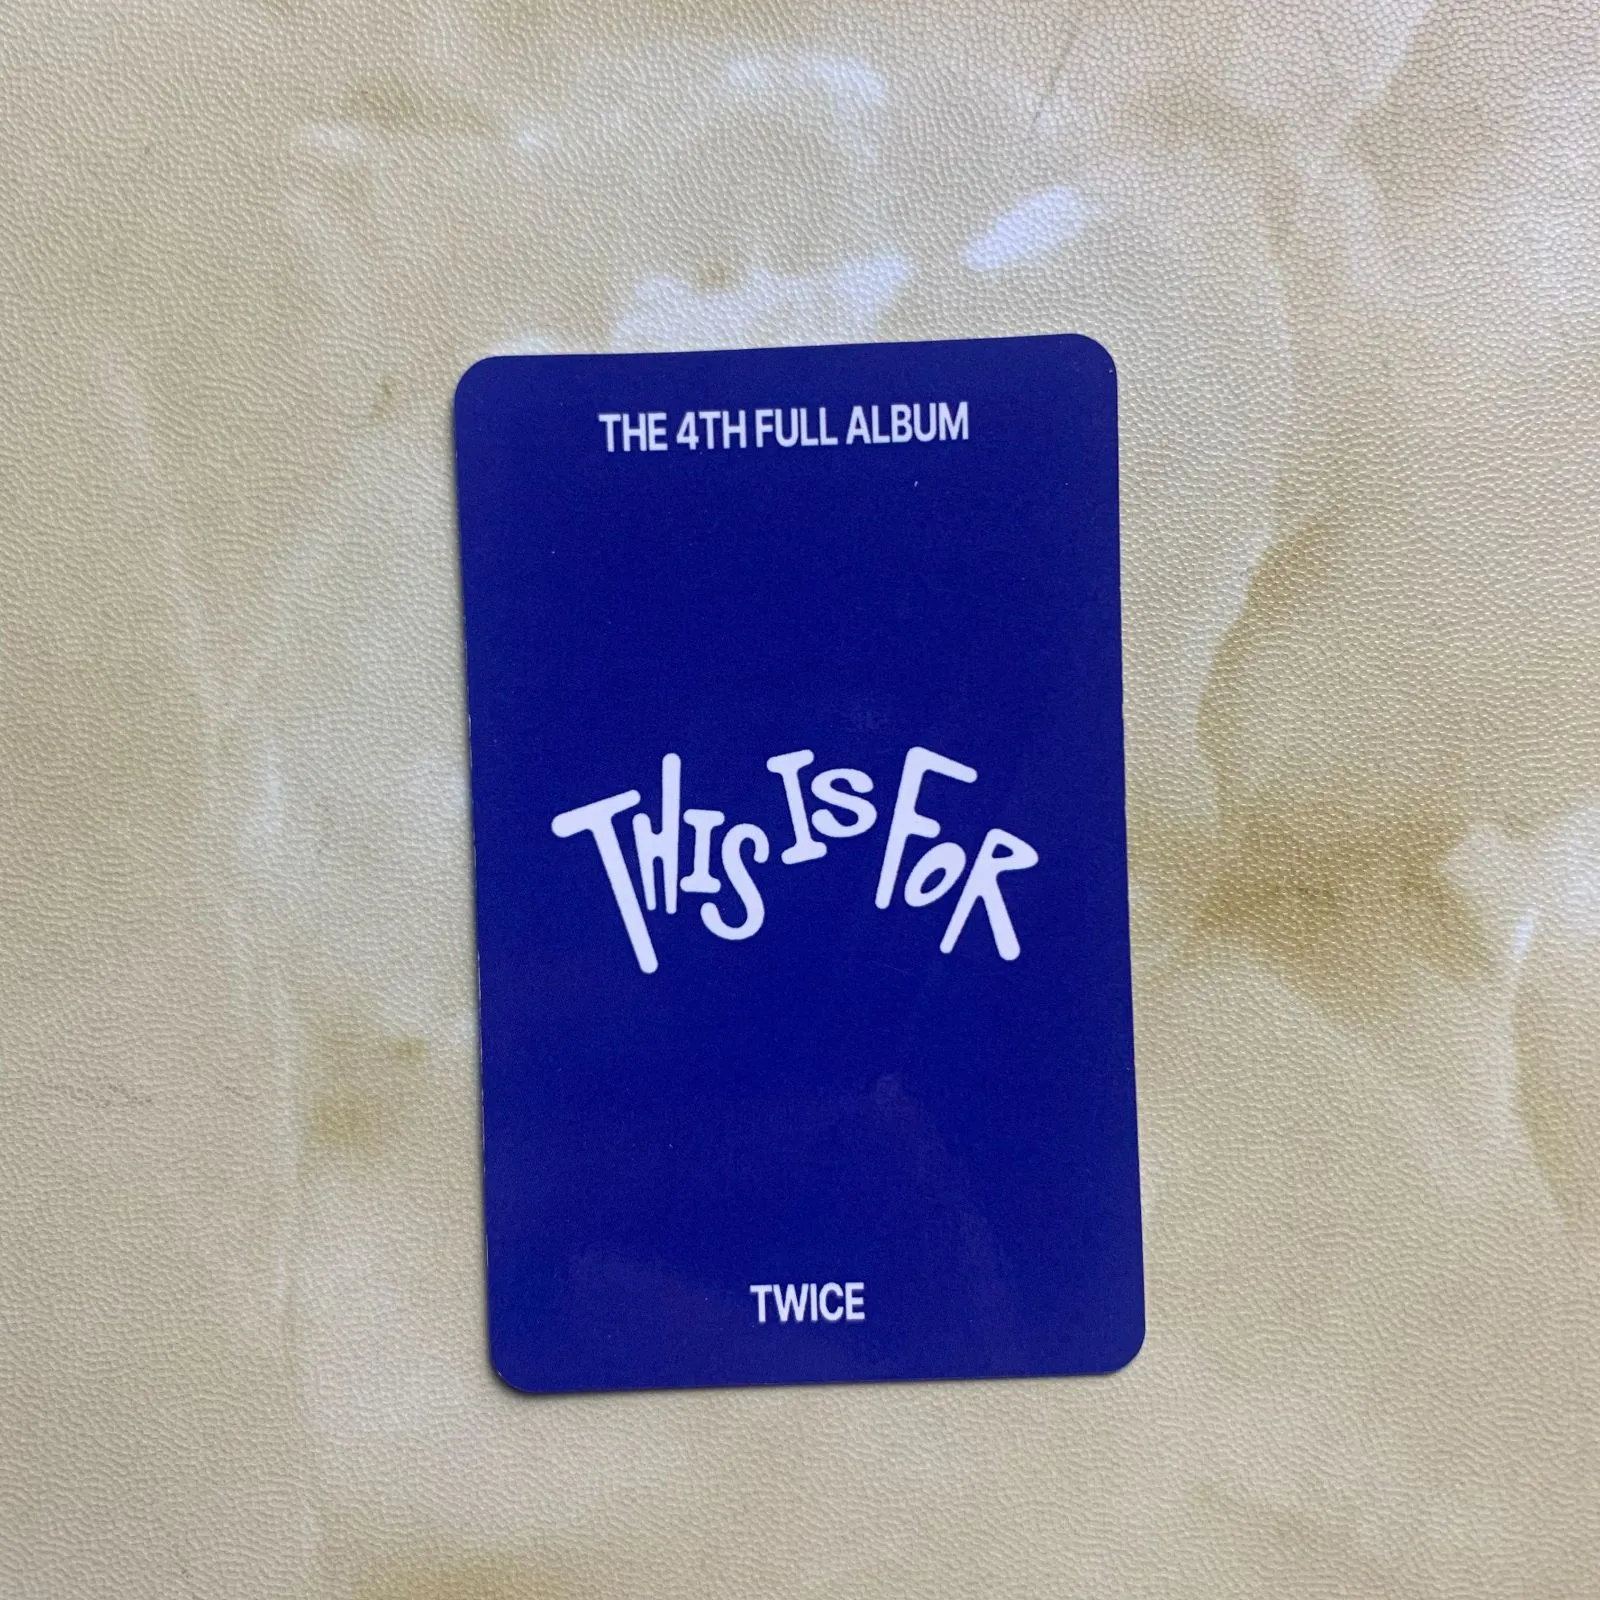 THE 4TH FULL ALBUM
THIS IS FOR
TWICE